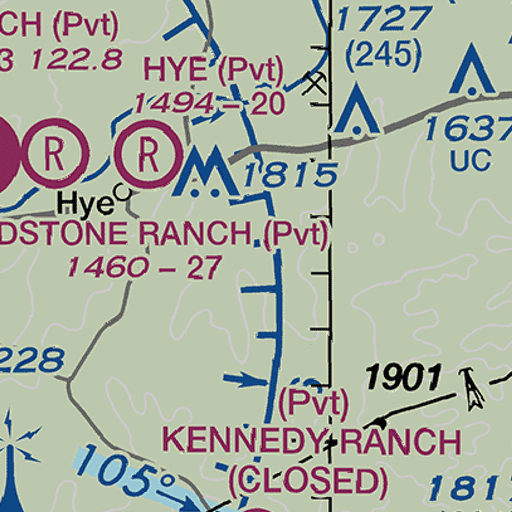 CH (Pvt)
3 122.8
1727
(245)
HYE (Pvt)
1494 - 20
1637
UC
R
R
1815
Hye
DSTONE RANCH (Pvt)
1460 - 27
228
1901
(Pvt)
KENNEDY RANCH
(CLOSED)
105°
181